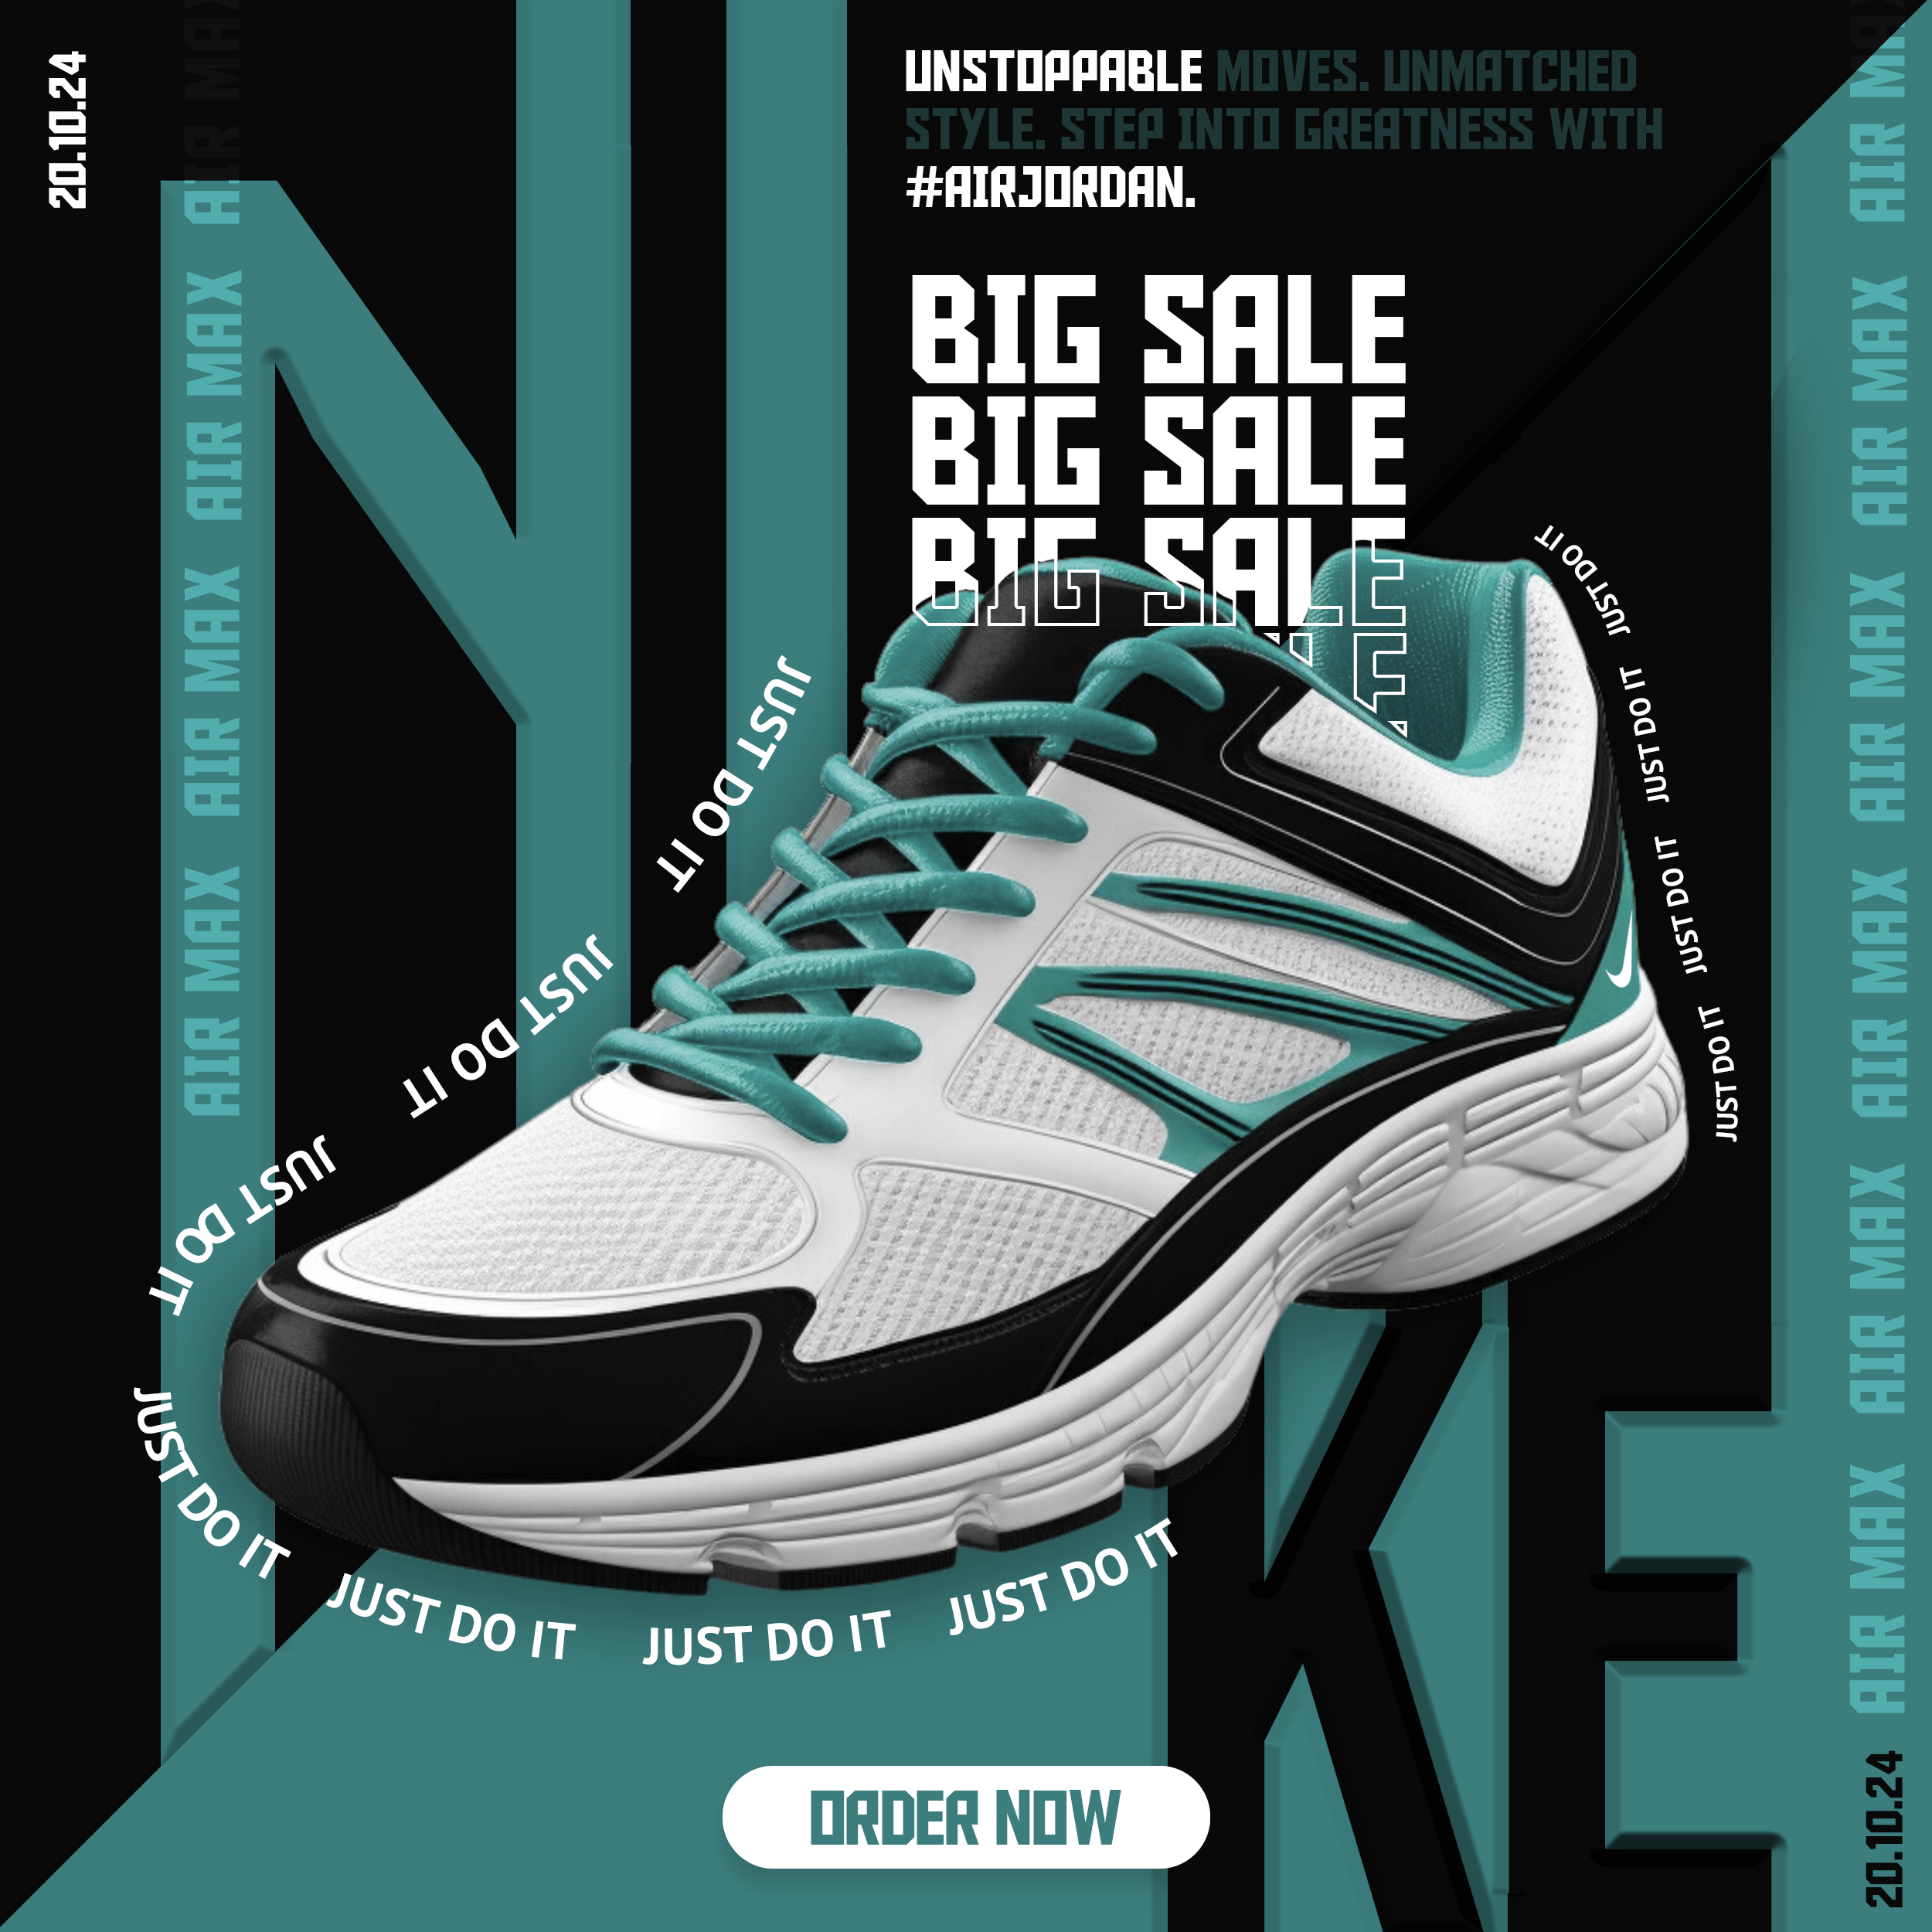 20.10.24
UNSTOPPABLE MOVES. UNMATCHED
STYLE. STEP INTO GREATNESS WITH
#AIRJORDAN.
BIG SALE
BIG SALE
BIG SALE
NIKE
AIR MAX AIR MAX AIR MAX AIR MAX AIR MAX
JUST DO IT
JUST DO IT
JUST DO IT
JUST DO IT
JUST DO IT
JUST DO IT
JUST DO IT
JUST DO IT
JUST DO IT
JUST DO IT
JUST DO IT
AIR MAX AIR MAX AIR MAX AIR MAX AIR MAX AIR MAX
ORDER NOW
20.10.24